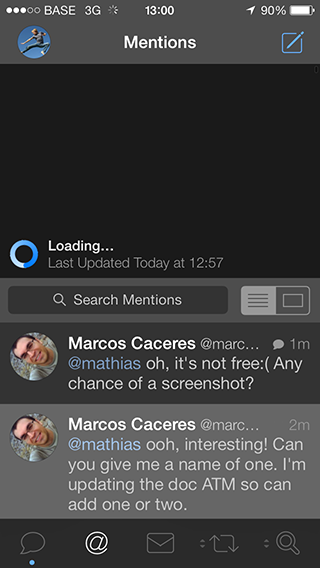 BASE 3G 13:00 90%
Mentions
Loading...
Last Updated Today at 12:57
Search Mentions
Marcos Caceres @marc... 1m
@mathias oh, it's not free:( Any
chance of a screenshot?
Marcos Caceres @marc... 2m
@mathias ooh, interesting! Can
you give me a name of one. I'm
updating the doc ATM so can
add one or two.
@